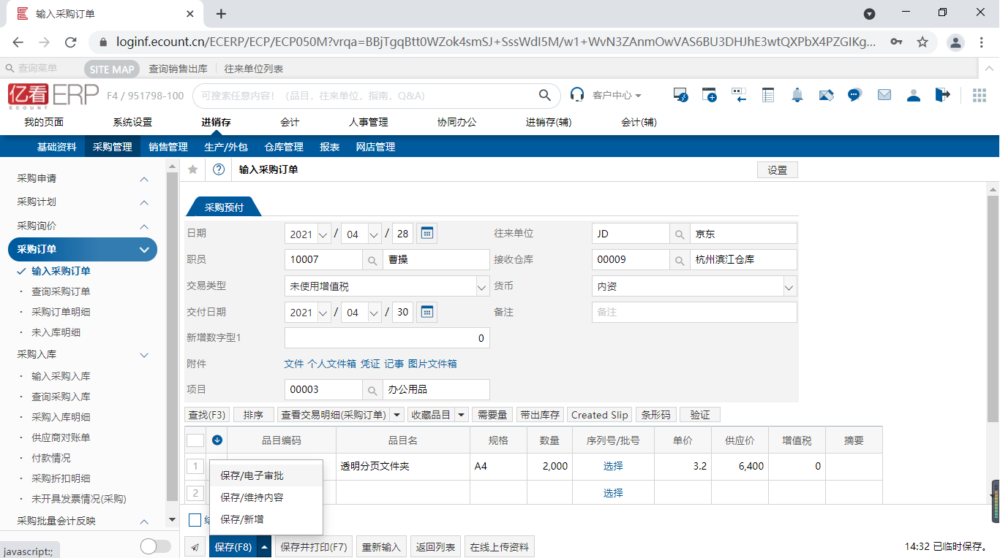 输入采购订单
loginf.ecount.cn/ECERP/ECP/ECP050M?vrqa=BBjTgqBtt0WZok4smSJ+SssWdI5M/w1+WvN3ZAnmOwVAS6BU3DHJhE3wtQXPbX4PZGIKg...
查询菜单 SITE MAP 查询销售出库 往来单位列表
亿看 ECOUNT ERP F4 / 951798-100 可搜索任意内容！（品目，往来单位，指南，Q&A） 客户中心
我的页面 系统设置 进销存 会计 人事管理 协同办公 进销存(辅) 会计(辅)
基础资料 采购管理 销售管理 生产/外包 仓库管理 报表 网店管理
采购申请
采购计划
采购询价
采购订单
输入采购订单
查询采购订单
采购订单明细
未入库明细
采购入库
输入采购入库
查询采购入库
采购入库明细
供应商对账单
付款情况
采购折扣明细
未开具发票情况(采购)
采购批量会计反映
javascript:;
输入采购订单 设置
采购预付
日期 2021 / 04 / 28 往来单位 JD 京东
职员 10007 曹操 接收仓库 00009 杭州滨江仓库
交易类型 未使用增值税 货币 内资
交付日期 2021 / 04 / 30 备注 备注
新增数字型1 0
附件 文件 个人文件箱 凭证 记事 图片文件箱
项目 00003 办公用品
查找(F3) 排序 查看交易明细(采购订单) 收藏品目 需要量 带出库存 Created Slip 条形码 验证
品目编码 品目名 规格 数量 序列号/批号 单价 供应价 增值税 摘要
1 透明分页文件夹 A4 2,000 选择 3.2 6,400 0
2 选择
保存/电子审批
保存/维持内容
保存/新增
保存(F8) 保存并打印(F7) 重新输入 返回列表 在线上传资料 14:32 已临时保存。